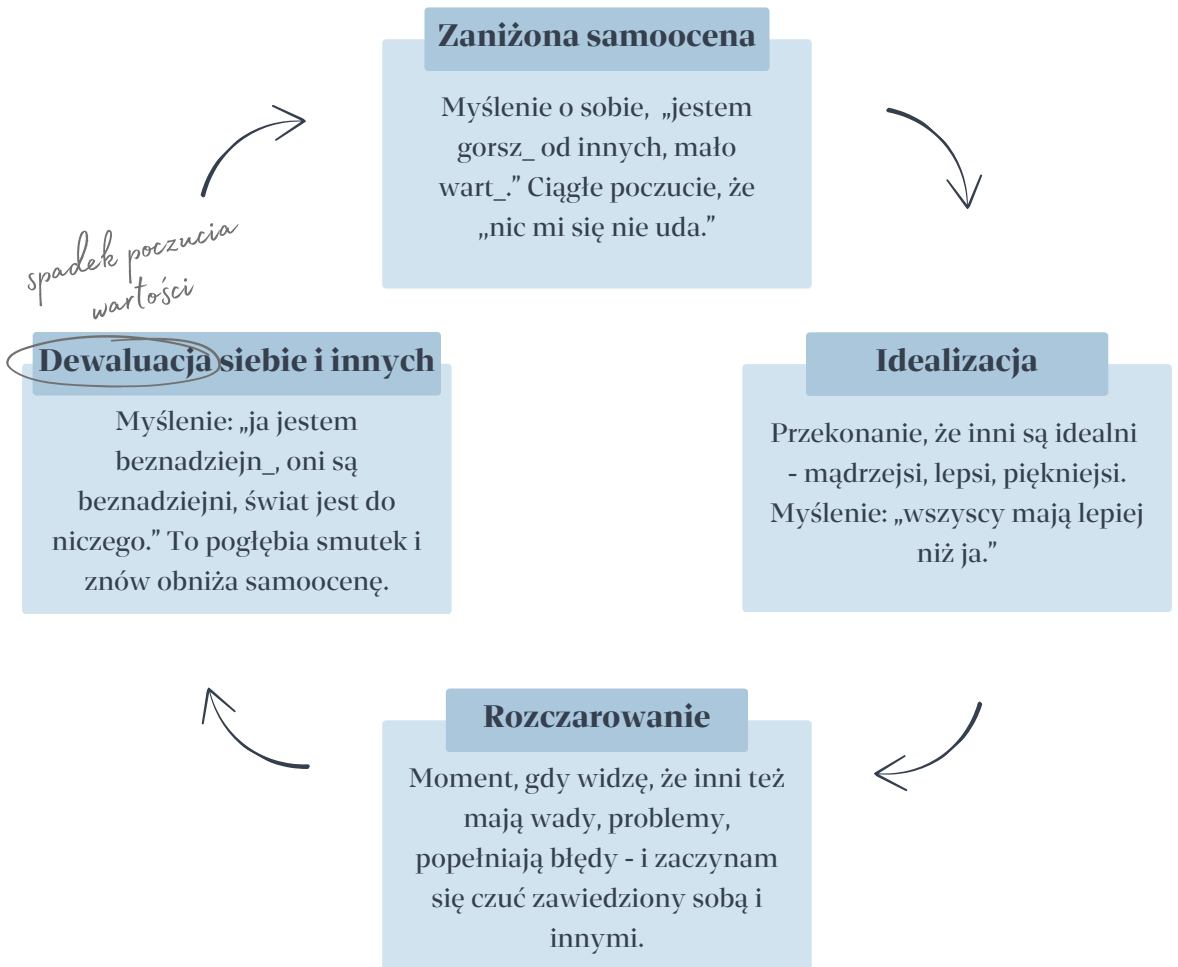 Zaniżona samoocena
Myślenie o sobie, „jestem
gorsz_ od innych, mało
wart_.” Ciągłe poczucie, że
„nic mi się nie uda.”
Idealizacja
Przekonanie, że inni są idealni
- mądrzejsi, lepsi, piękniejsi.
Myślenie: „wszyscy mają lepiej
niż ja.”
Rozczarowanie
Moment, gdy widzę, że inni też
mają wady, problemy,
popełniają błędy - i zaczynam
się czuć zawiedziony sobą i
innymi.
spadek poczucia
wartości
Dewaluacja siebie i innych
Myślenie: „ja jestem
beznadziejn_, oni są
beznadziejni, świat jest do
niczego.” To pogłębia smutek i
znów obniża samoocenę.